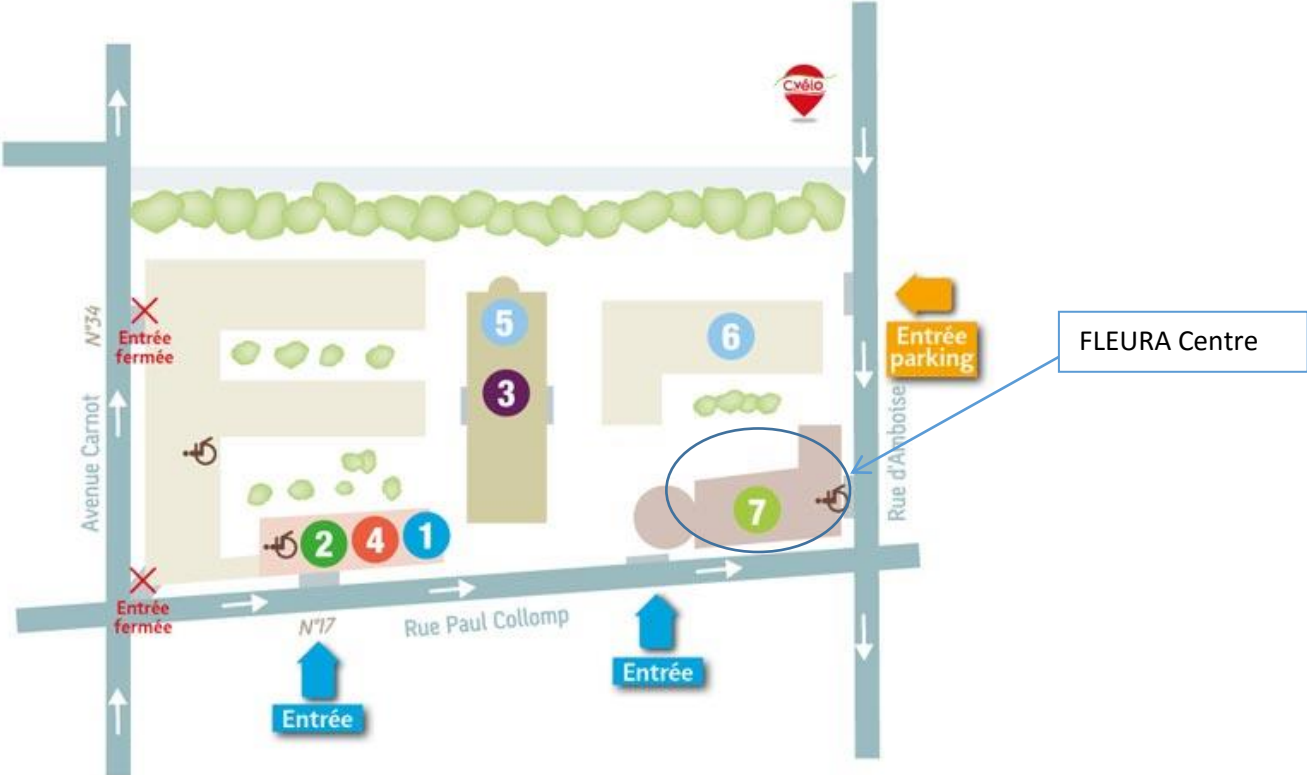 C.vélo
N°34
Entrée
fermée
5
6
Entrée
parking
FLEURA Centre
3
Avenue Carnot
Rue d'Amboise
7
2
4
1
Entrée
fermée
N°17
Rue Paul Collomp
Entrée
Entrée